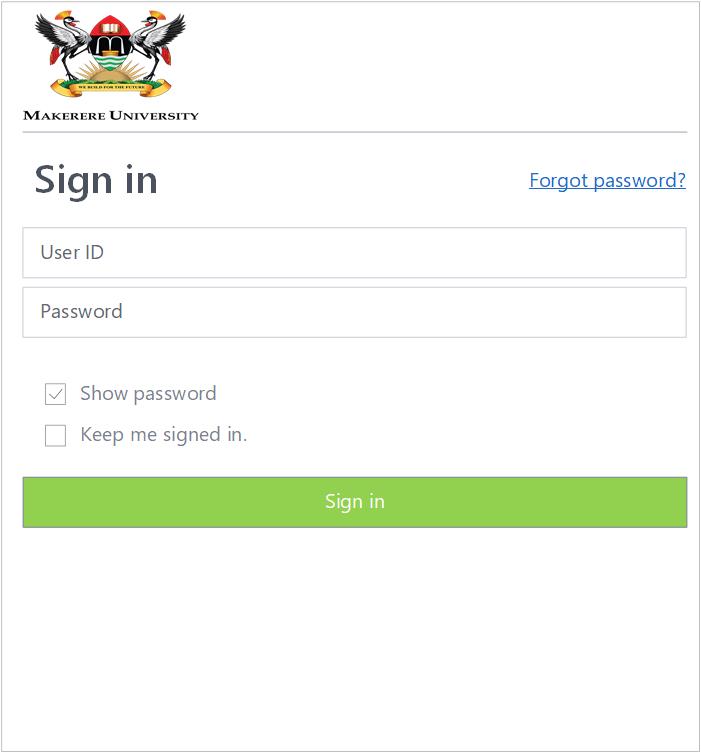 WE BUILD FOR THE FUTURE
MAKERERE UNIVERSITY
Sign in
Forgot password?
User ID
Password
Show password
Keep me signed in.
Sign in